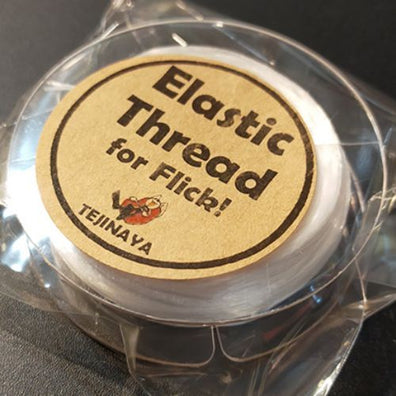 Elastic
Thread
for Flick!
TEJINAYA